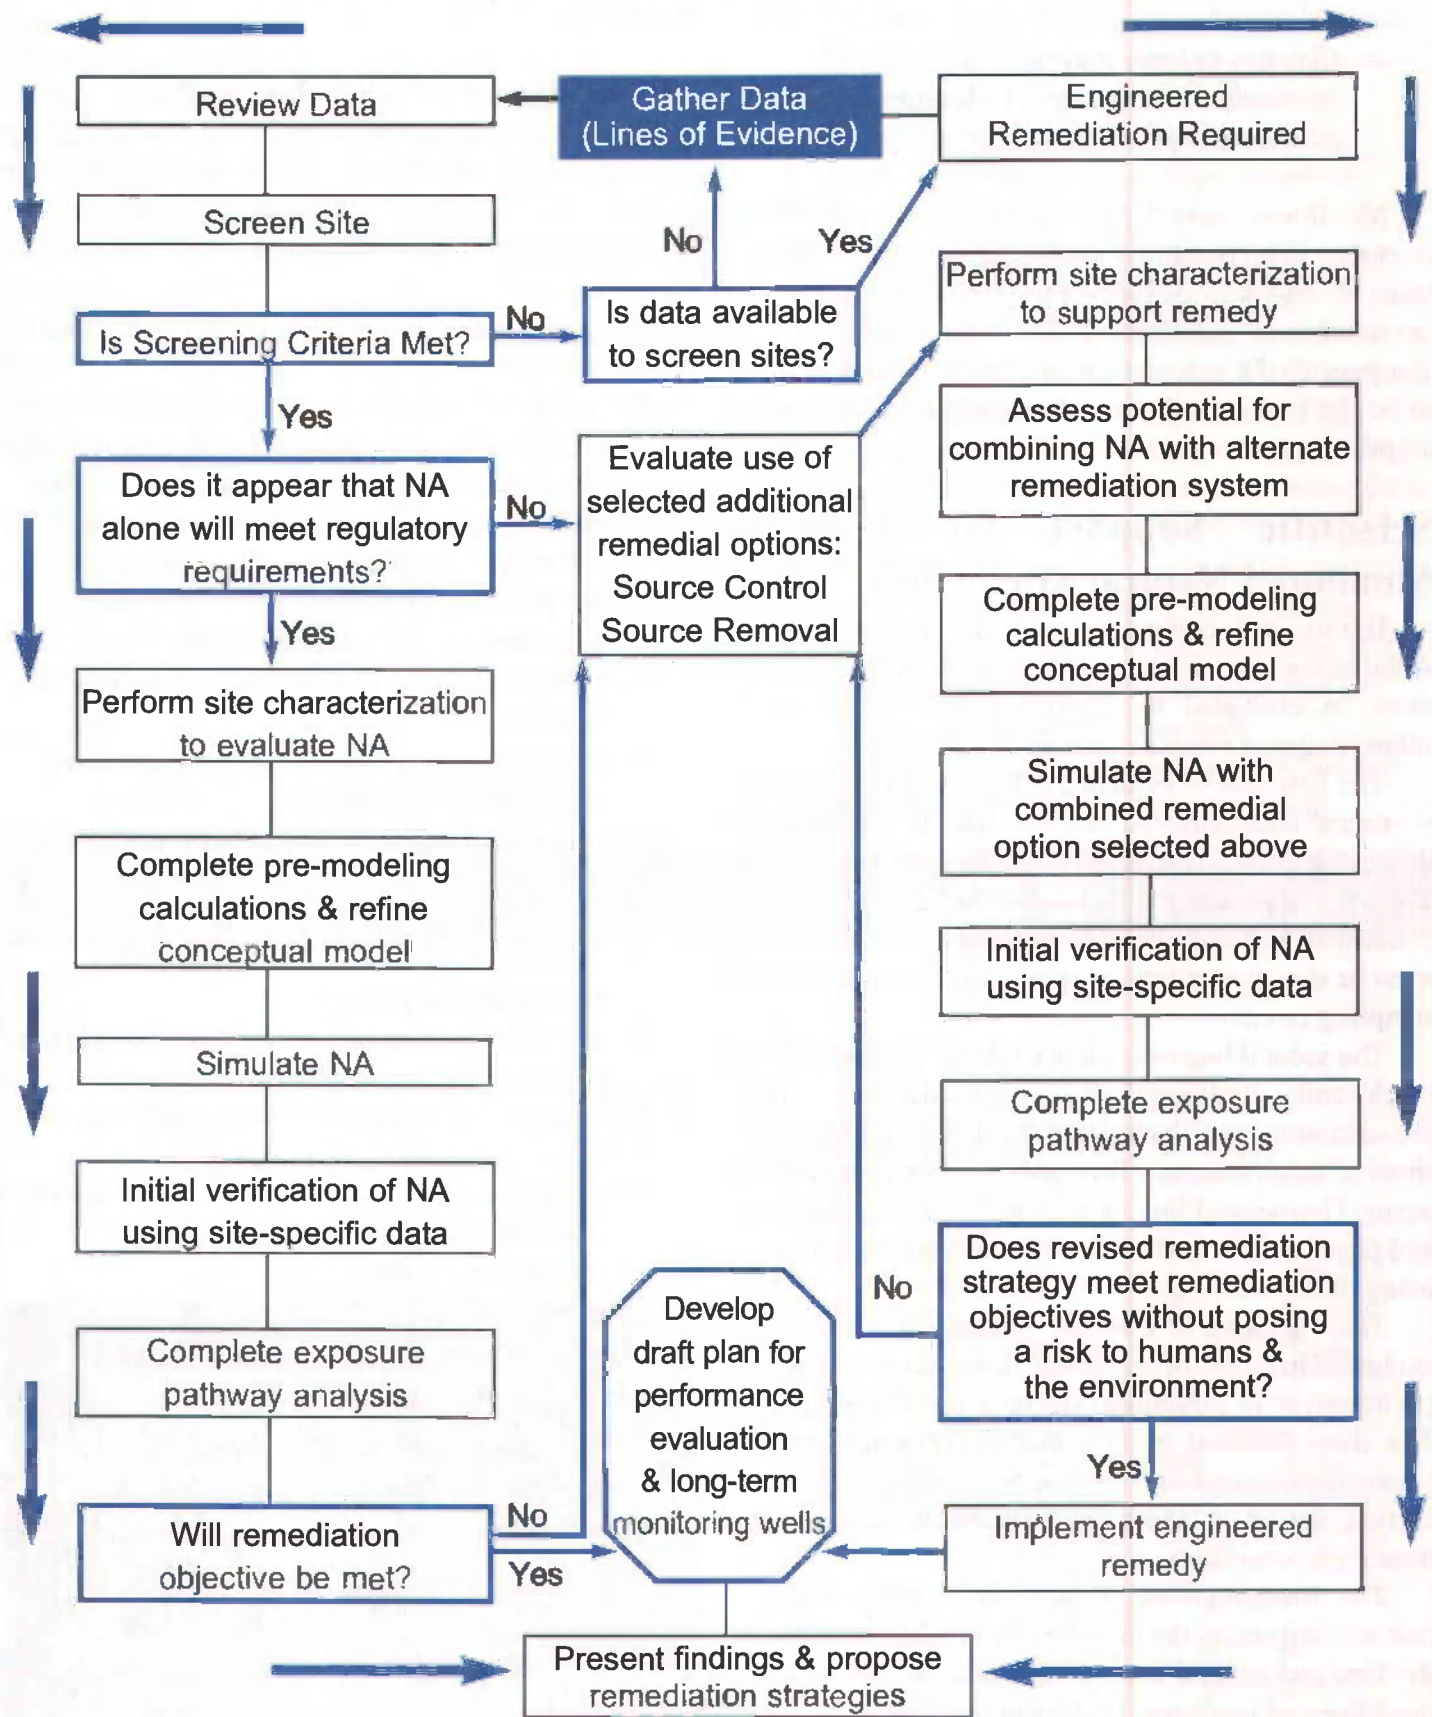 Review Data
Gather Data
(Lines of Evidence)
Engineered
Remediation Required
Screen Site
No
Yes
Is Screening Criteria Met?
No
Is data available
to screen sites?
Perform site characterization
to support remedy
Yes
Does it appear that NA
alone will meet regulatory
requirements?
No
Evaluate use of
selected additional
remedial options:
Source Control
Source Removal
Assess potential for
combining NA with alternate
remediation system
Yes
Complete pre-modeling
calculations & refine
conceptual model
Perform site characterization
to evaluate NA
Simulate NA with
combined remedial
option selected above
Complete pre-modeling
calculations & refine
conceptual model
Initial verification of NA
using site-specific data
Simulate NA
Complete exposure
pathway analysis
Initial verification of NA
using site-specific data
Does revised remediation
strategy meet remediation
objectives without posing
a risk to humans &
the environment?
No
Complete exposure
pathway analysis
Develop
draft plan for
performance
evaluation
& long-term
monitoring wells
Yes
Will remediation
objective be met?
No
Yes
Implement engineered
remedy
Present findings & propose
remediation strategies